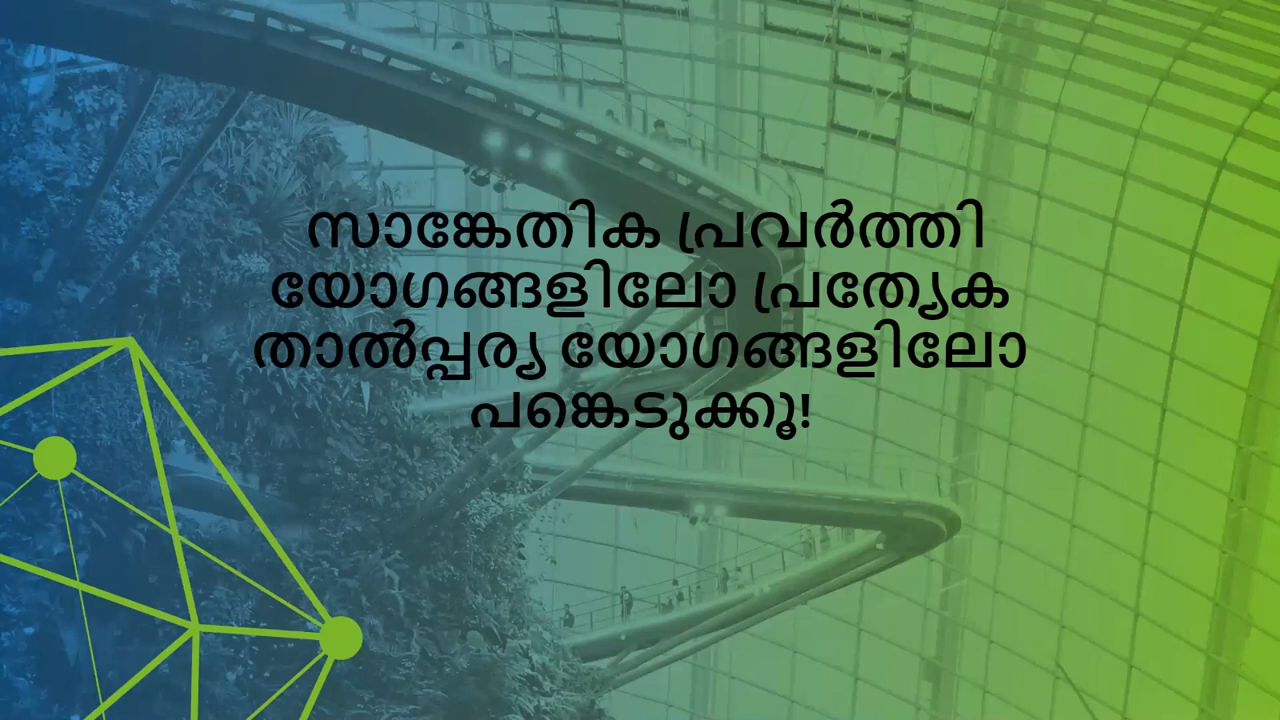 സാങ്കേതിക പ്രവർത്തി
യോഗങ്ങളിലോ പ്രത്യേക
താൽപ്പര്യ യോഗങ്ങളിലോ
പങ്കെടുക്കൂ!